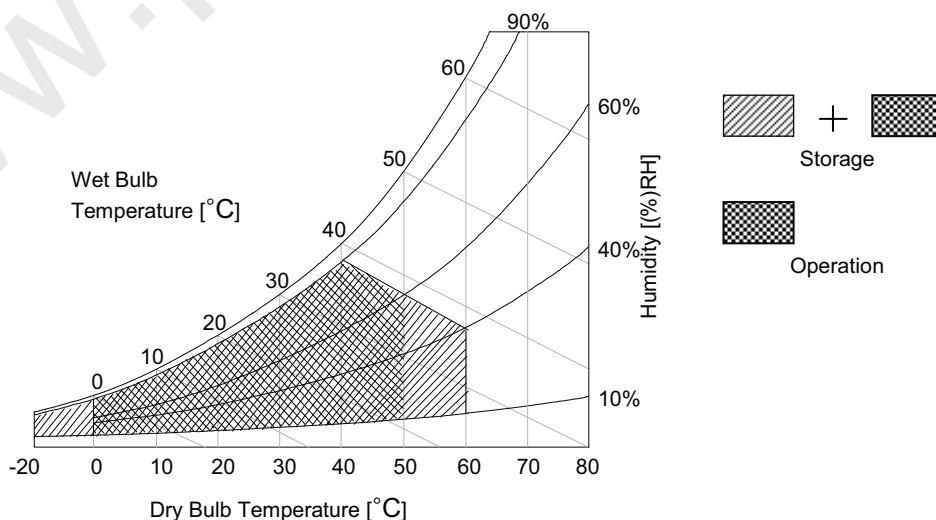 90%
60
60%
50
Wet Bulb
Temperature [°C]
Storage
40
40%
Humidity [(%)RH]
30
Operation
20
10
0
10%
-20 0 10 20 30 40 50 60 70 80
Dry Bulb Temperature [°C]